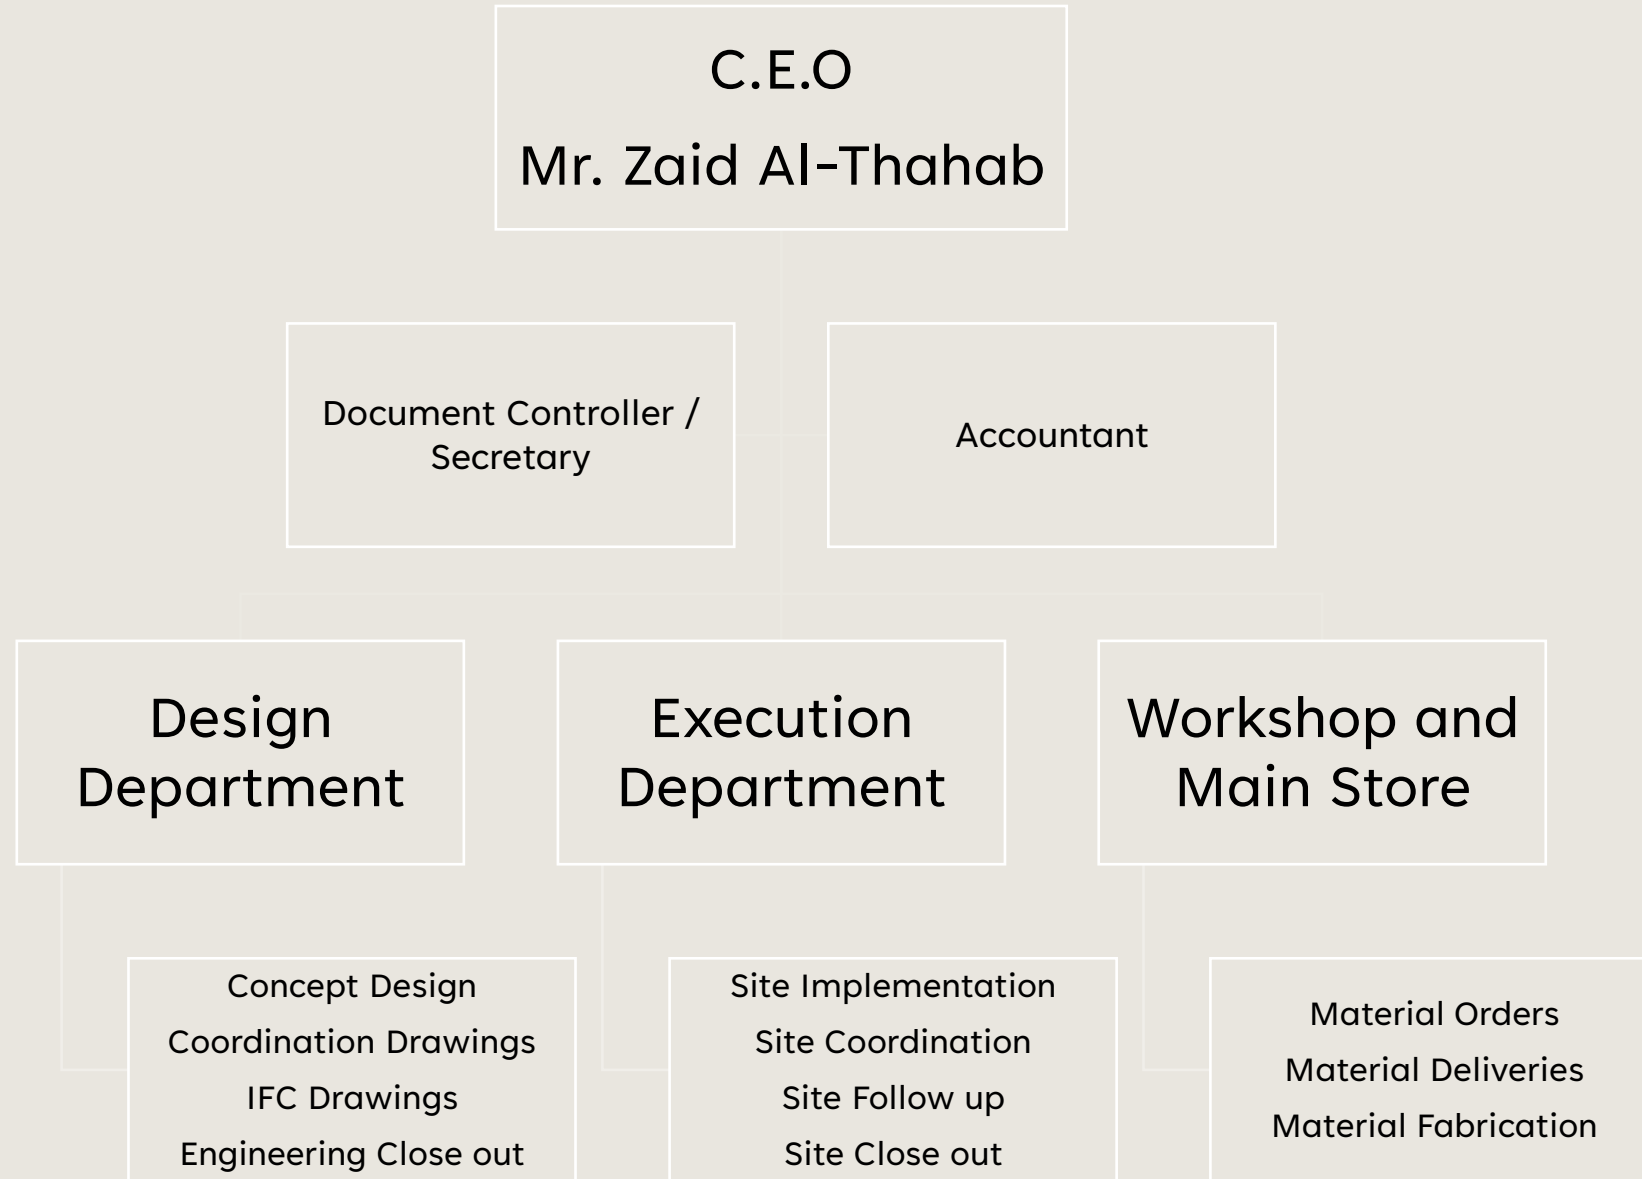 C.E.O
Mr. Zaid Al-Thahab
Document Controller /
Secretary
Accountant
Design
Department
Execution
Department
Workshop and
Main Store
Concept Design
Coordination Drawings
IFC Drawings
Engineering Close out
Site Implementation
Site Coordination
Site Follow up
Site Close out
Material Orders
Material Deliveries
Material Fabrication